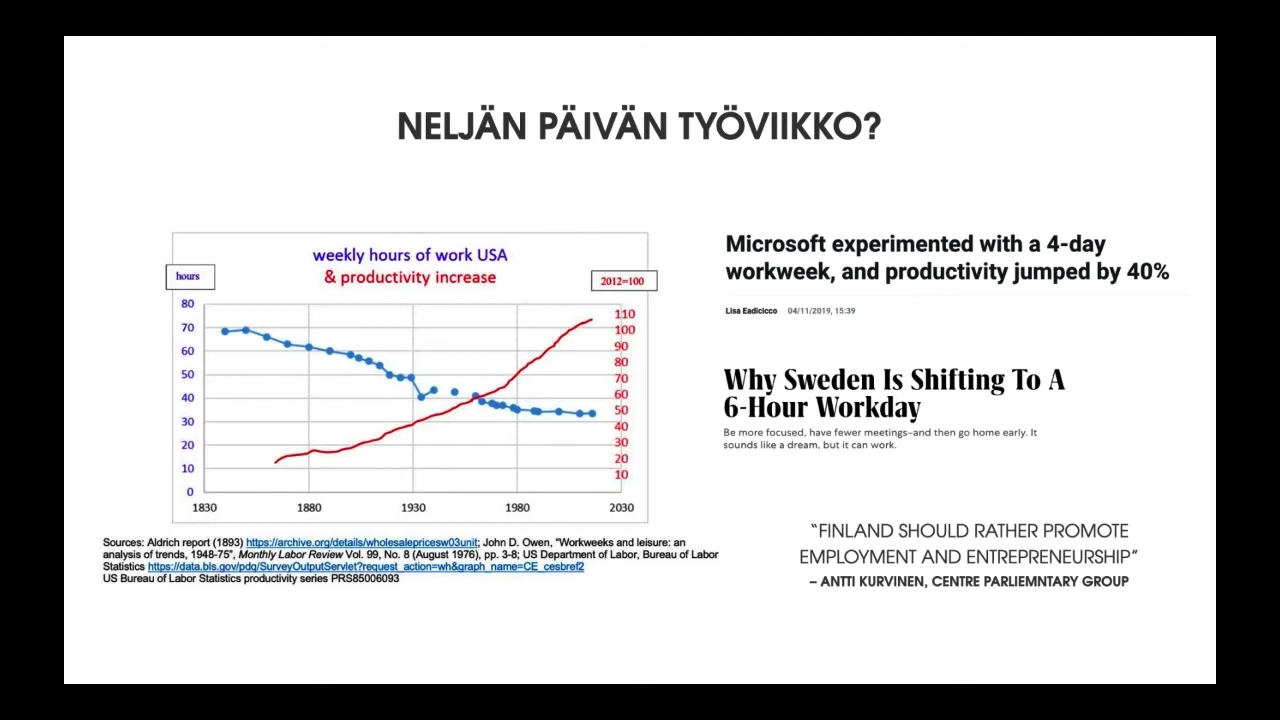 NELJÄN PÄIVÄN TYÖVIIKKO?
weekly hours of work USA
& productivity increase
hours
2012=100
80
70
60
50
40
30
20
10
0
110
100
90
80
70
60
50
40
30
20
10
1830
1880
1930
1980
2030
Sources: Aldrich report (1893) https://archive.org/details/wholesalepricesw03unit; John D. Owen, "Workweeks and leisure: an
analysis of trends, 1948-75", Monthly Labor Review Vol. 99, No. 8 (August 1976), pp. 3-8; US Department of Labor, Bureau of Labor
Statistics https://data.bls.gov/pdq/SurveyOutputServlet?request_action=wh&graph_name=CE_cesbref2
US Bureau of Labor Statistics productivity series PRS85006093
Microsoft experimented with a 4-day
workweek, and productivity jumped by 40%
Lisa Eadicicco 04/11/2019, 15:39
Why Sweden Is Shifting To A
6-Hour Workday
Be more focused, have fewer meetings–and then go home early. It
sounds like a dream, but it can work.
"FINLAND SHOULD RATHER PROMOTE
EMPLOYMENT AND ENTREPRENEURSHIP"
– ANTTI KURVINEN, CENTRE PARLIEMNTARY GROUP